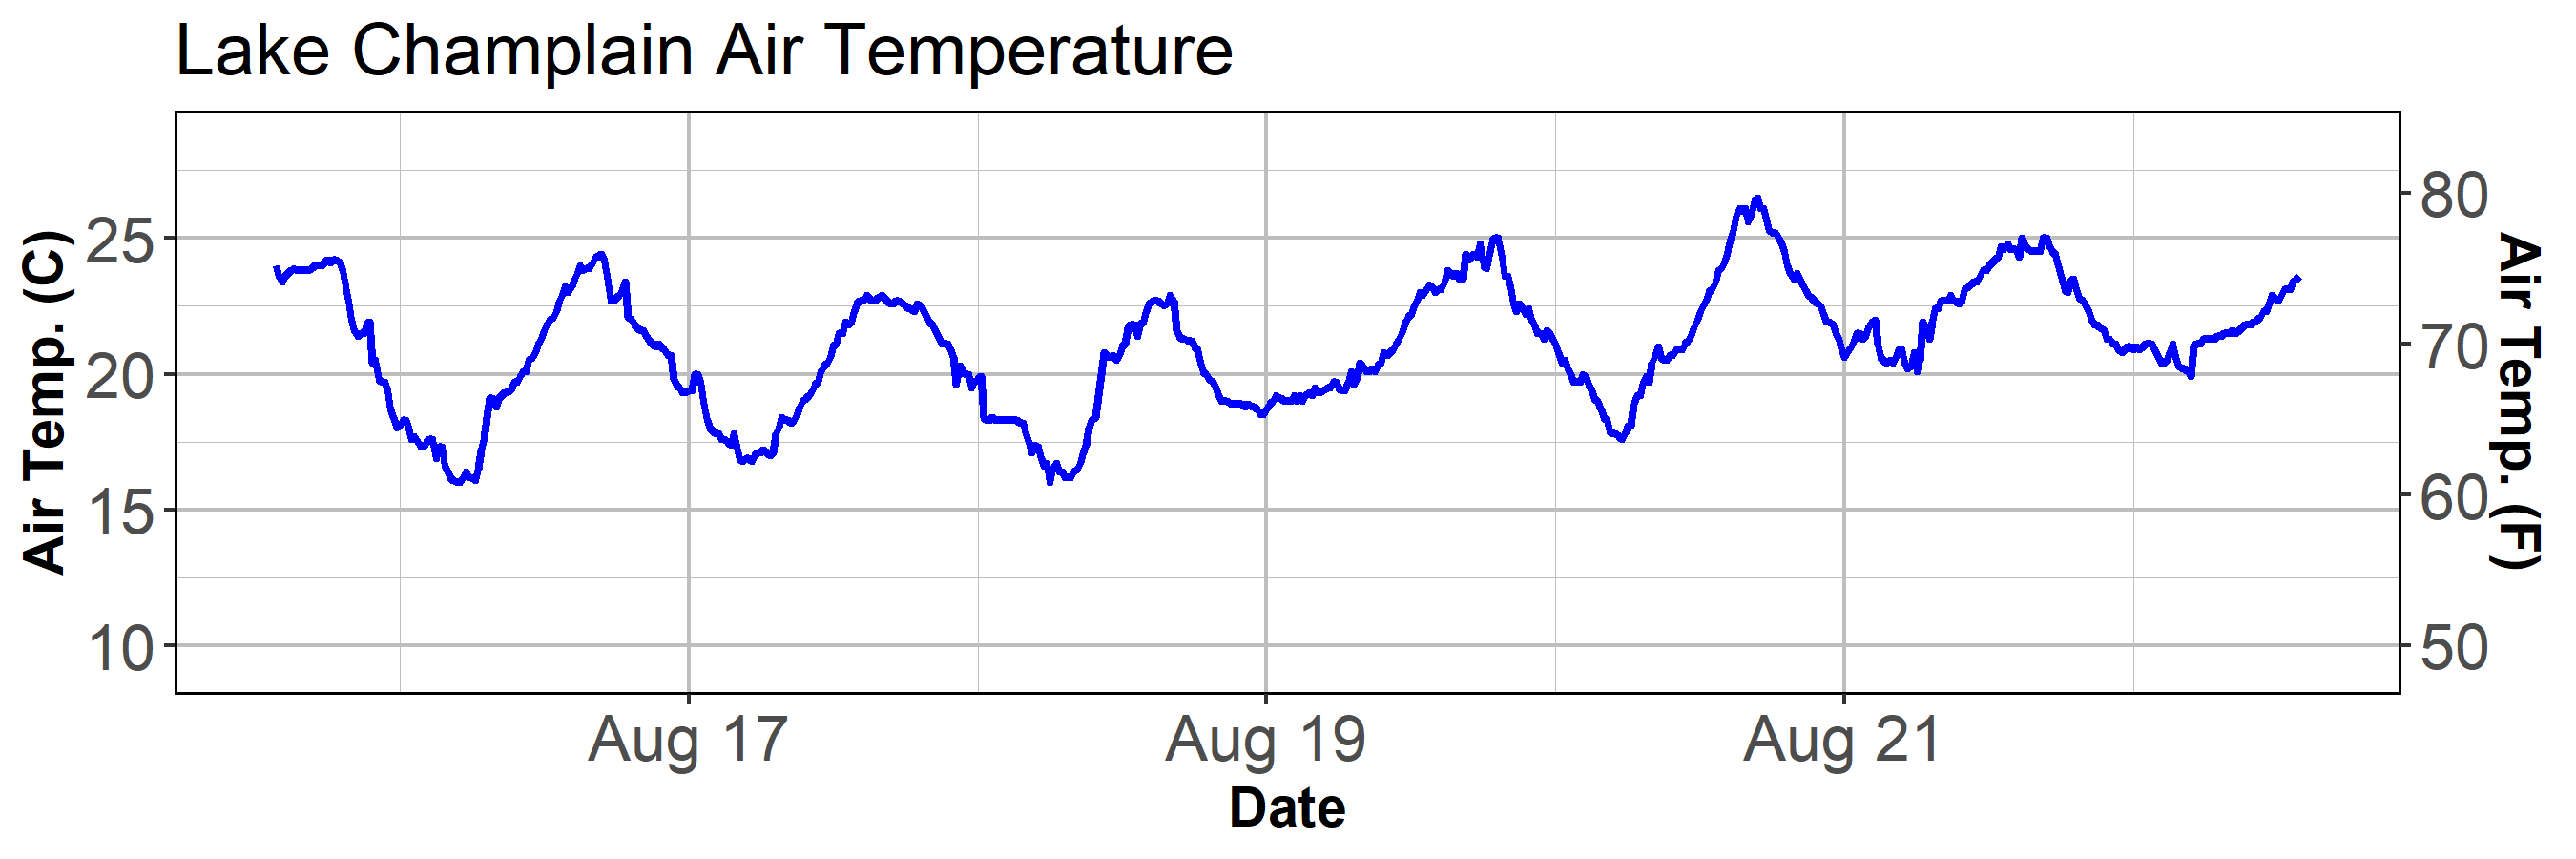 Lake Champlain Air Temperature
Air Temp. (C)
25
20
15
10
80
70
60
50
Air Temp. (F)
Aug 17
Aug 19
Aug 21
Date